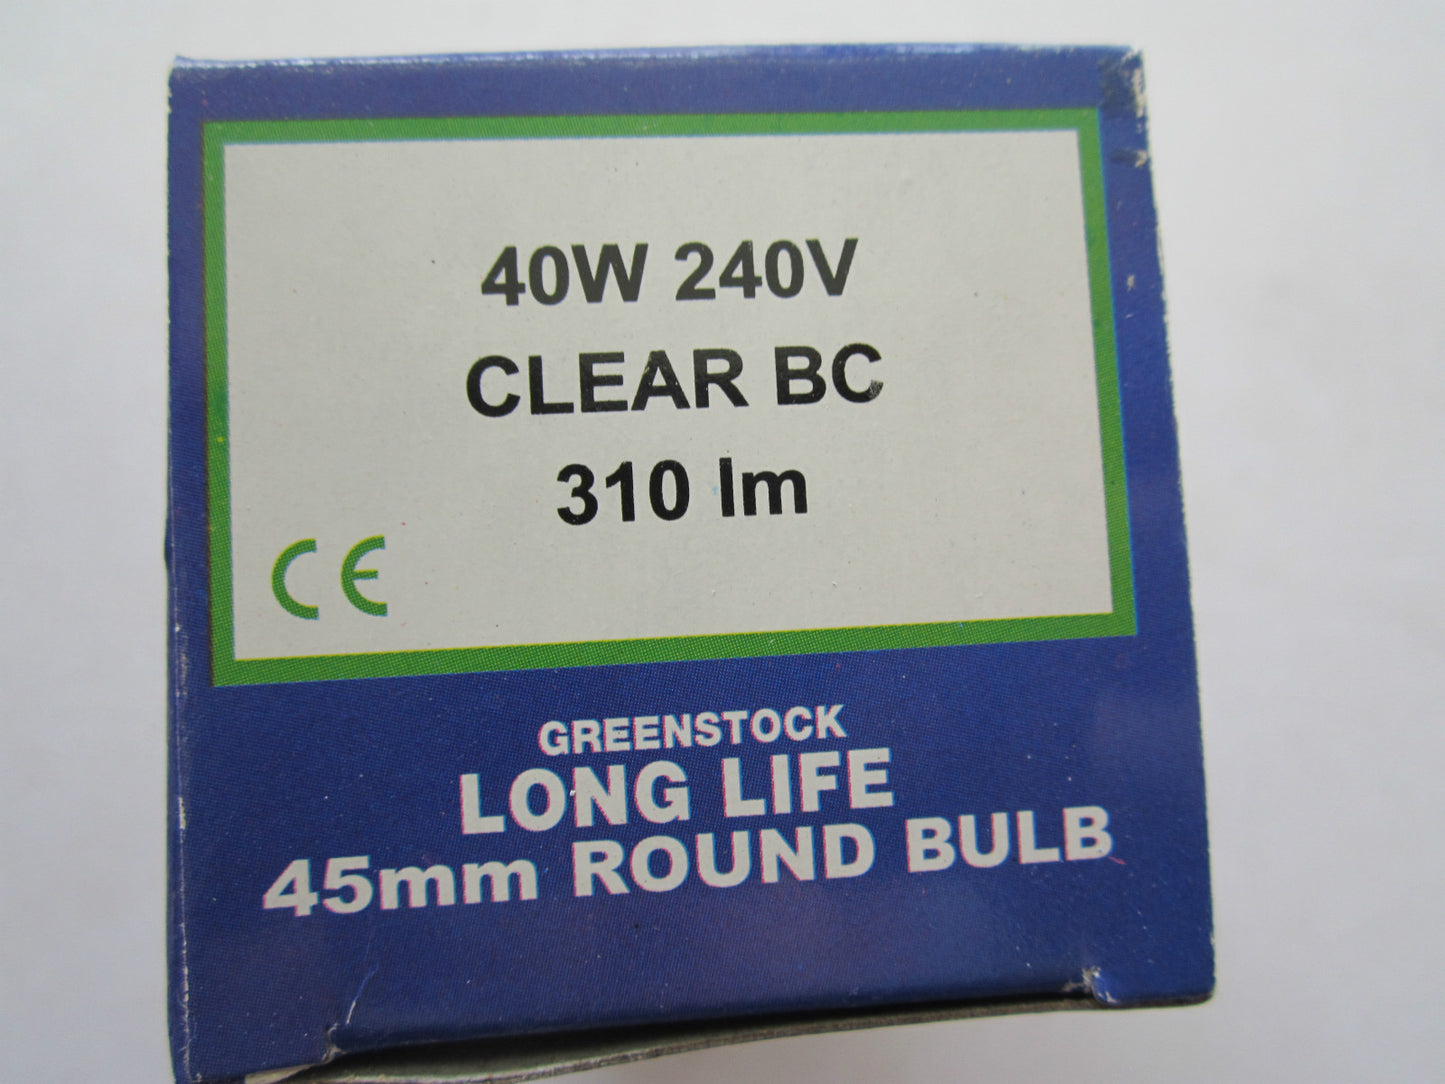 40W 240V
CLEAR BC
310 lm
CE
GREENSTOCK
LONG LIFE
45mm ROUND BULB